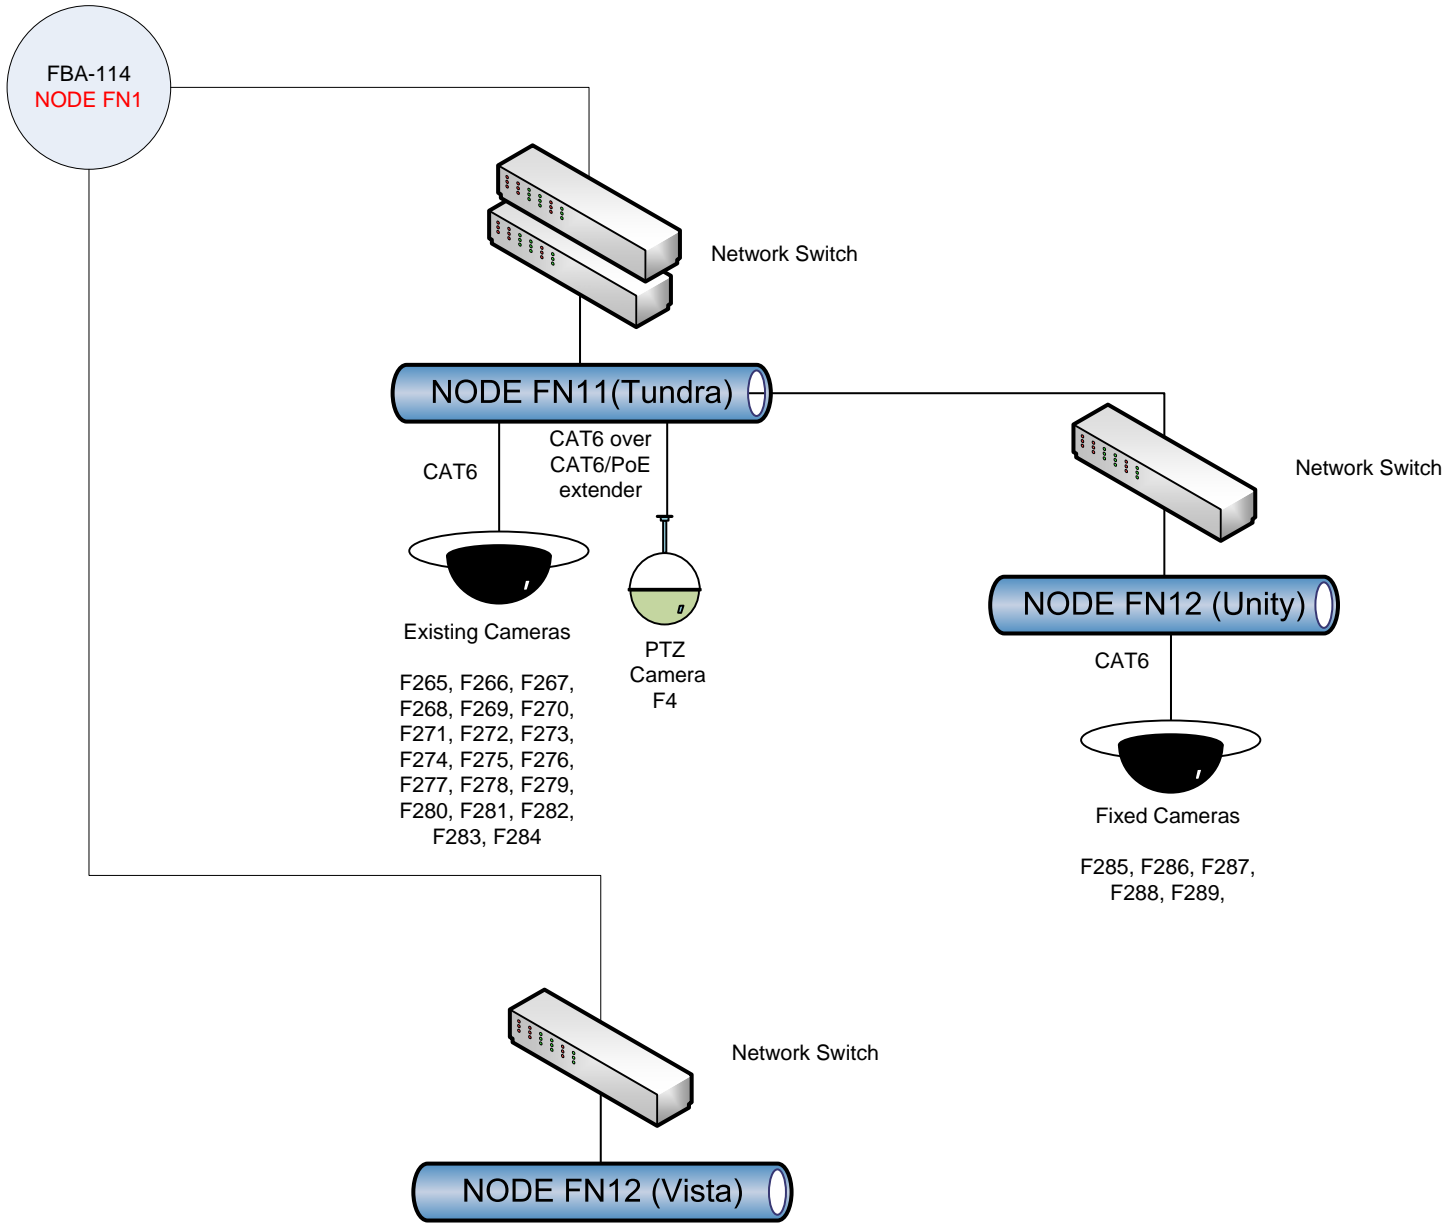 FBA-114
NODE FN1
Network Switch
NODE FN11(Tundra)
CAT6
CAT6 over
CAT6/PoE
extender
Network Switch
Existing Cameras
F265, F266, F267,
F268, F269, F270,
F271, F272, F273,
F274, F275, F276,
F277, F278, F279,
F280, F281, F282,
F283, F284
PTZ
Camera
F4
NODE FN12 (Unity)
CAT6
Fixed Cameras
F285, F286, F287,
F288, F289,
Network Switch
NODE FN12 (Vista)